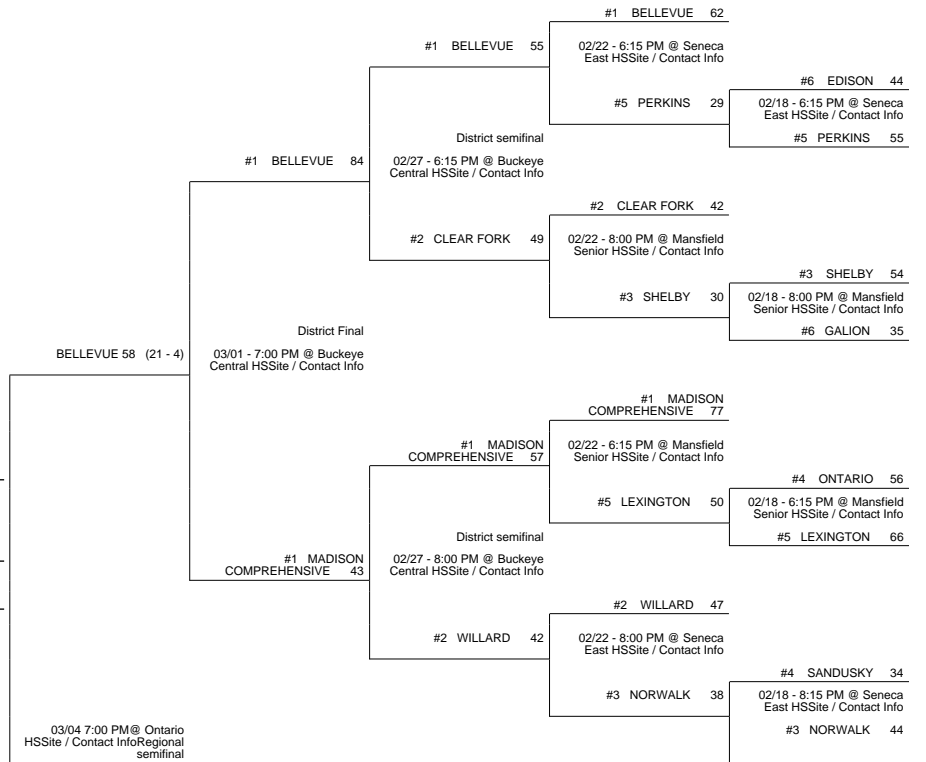 #1 BELLEVUE 62
#1 BELLEVUE 55
02/22 - 6:15 PM @ Seneca
East HSSite / Contact Info
#6 EDISON 44
#5 PERKINS 29
02/18 - 6:15 PM @ Seneca
East HSSite / Contact Info
#5 PERKINS 55
District semifinal
#1 BELLEVUE 84
02/27 - 6:15 PM @ Buckeye
Central HSSite / Contact Info
#2 CLEAR FORK 42
#2 CLEAR FORK 49
02/22 - 8:00 PM @ Mansfield
Senior HSSite / Contact Info
#3 SHELBY 54
#3 SHELBY 30
02/18 - 8:00 PM @ Mansfield
Senior HSSite / Contact Info
#6 GALION 35
District Final
BELLEVUE 58 (21 - 4)
03/01 - 7:00 PM @ Buckeye
Central HSSite / Contact Info
#1 MADISON
COMPREHENSIVE 77
#1 MADISON
COMPREHENSIVE 57
02/22 - 6:15 PM @ Mansfield
Senior HSSite / Contact Info
#4 ONTARIO 56
#5 LEXINGTON 50
02/18 - 6:15 PM @ Mansfield
Senior HSSite / Contact Info
#5 LEXINGTON 66
District semifinal
#1 MADISON
COMPREHENSIVE 43
02/27 - 8:00 PM @ Buckeye
Central HSSite / Contact Info
#2 WILLARD 47
#2 WILLARD 42
02/22 - 8:00 PM @ Seneca
East HSSite / Contact Info
#4 SANDUSKY 34
#3 NORWALK 38
02/18 - 8:15 PM @ Seneca
East HSSite / Contact Info
#3 NORWALK 44
03/04 7:00 PM@ Ontario
HSSite / Contact InfoRegional
semifinal